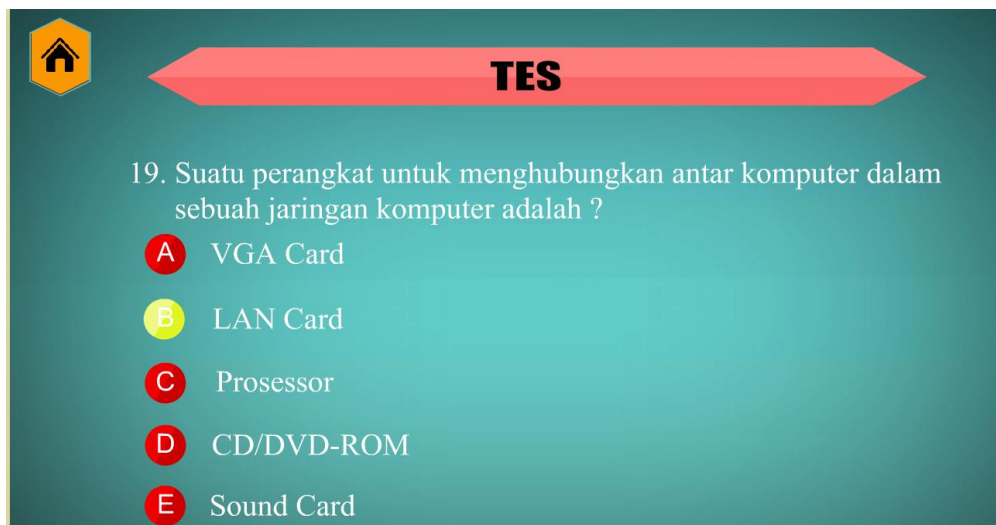 TES
19. Suatu perangkat untuk menghubungkan antar komputer dalam
sebuah jaringan komputer adalah ?
A VGA Card
B LAN Card
C Prosessor
D CD/DVD-ROM
E Sound Card